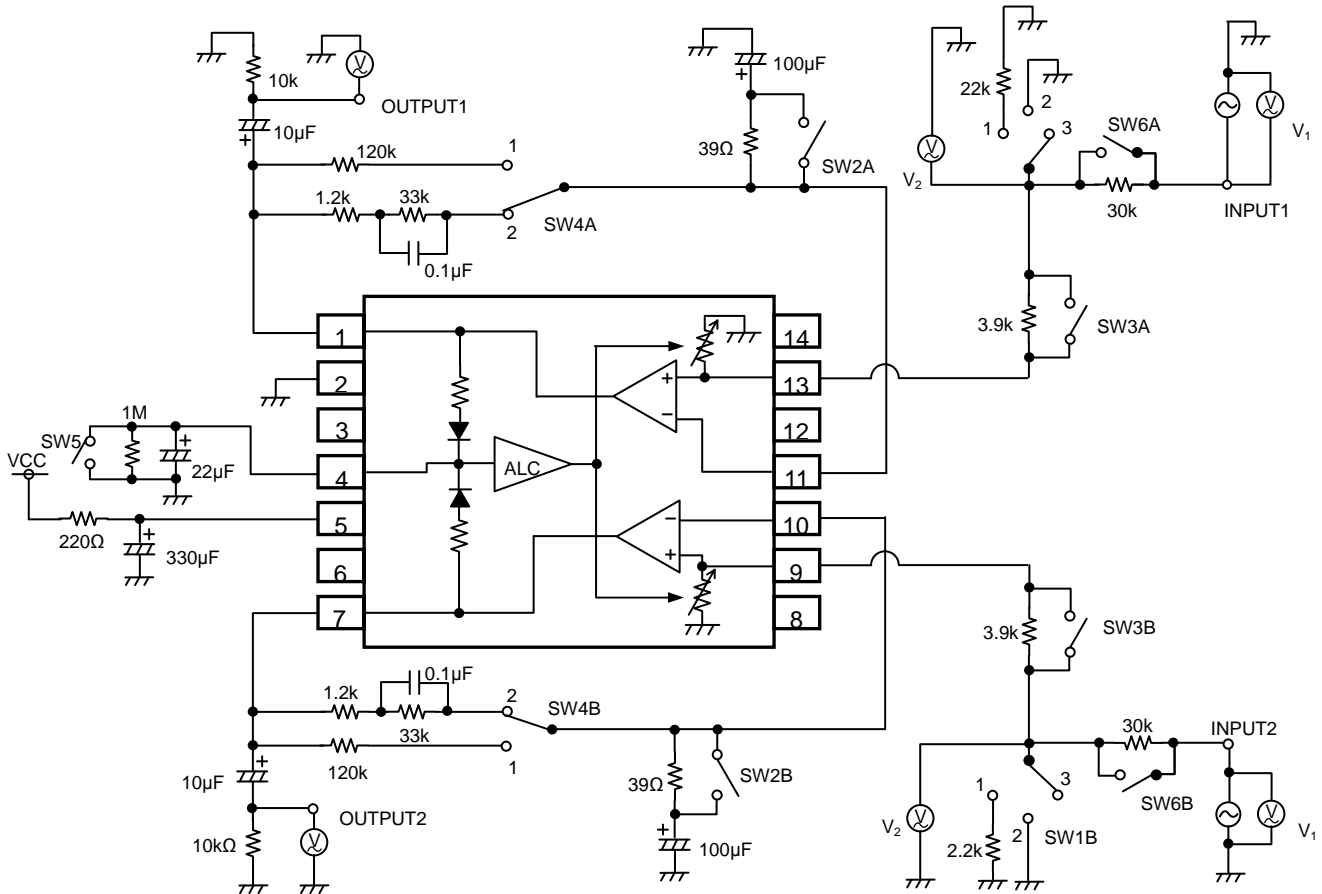 10k
V
OUTPUT1
10µF
+
120k
1
1.2k
33k
2
SW4A
0.1µF
100µF
+
39Ω
SW2A
V
V₂
22k
1
2
3
SW6A
30k
V
V₁
INPUT1
3.9k
SW3A
1
2
3
4
5
6
7
14
13
12
11
10
9
8
+
−
ALC
−
+
1M
SW5
+
22µF
VCC
220Ω
+
330µF
0.1µF
1.2k
33k
2
SW4B
120k
1
10µF
+
OUTPUT2
10kΩ
V
39Ω
SW2B
+
100µF
3.9k
SW3B
30k
INPUT2
SW6B
V₂
V
1
2.2k
2
3
SW1B
V
V₁